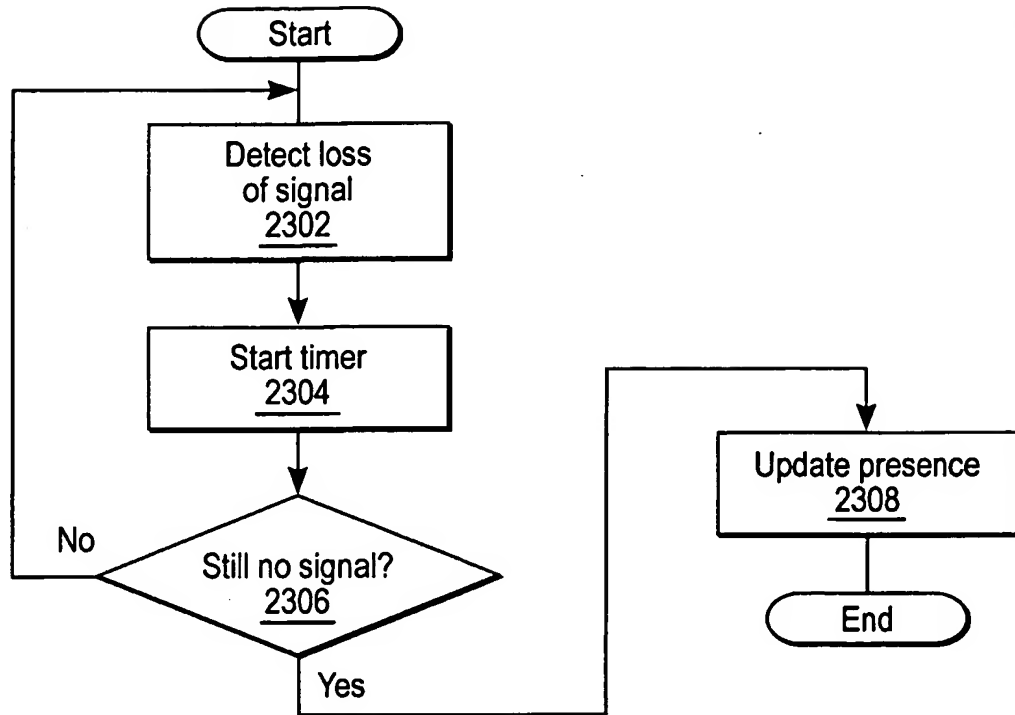 Start
Detect loss
of signal
2302
Start timer
2304
No
Still no signal?
2306
Yes
Update presence
2308
End